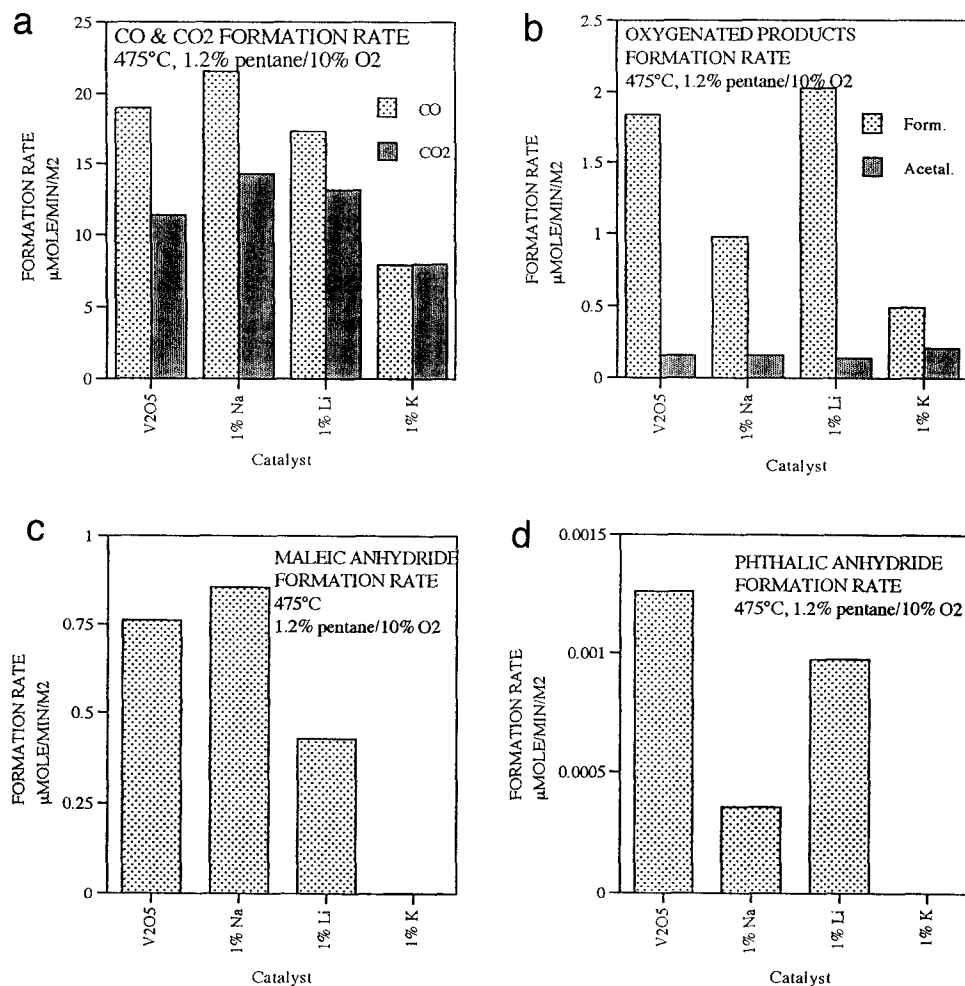 a
CO & CO2 FORMATION RATE
475°C, 1.2% pentane/10% O2
CO
CO2
25
20
15
10
5
0
FORMATION RATE
µMOLE/MIN/M2
V2O5
1% Na
1% Li
1% K
Catalyst
b
OXYGENATED PRODUCTS
FORMATION RATE
475°C, 1.2% pentane/10% O2
Form.
Acetal.
2.5
2
1.5
1
0.5
0
FORMATION RATE
µMOLE/MIN/M2
V2O5
1% Na
1% Li
1% K
Catalyst
c
MALEIC ANHYDRIDE
FORMATION RATE
475°C
1.2% pentane/10% O2
1
0.75
0.5
0.25
0
FORMATION RATE
µMOLE/MIN/M2
V2O5
1% Na
1% Li
1% K
Catalyst
d
PHTHALIC ANHYDRIDE
FORMATION RATE
475°C, 1.2% pentane/10% O2
0.0015
0.001
0.0005
0
FORMATION RATE
µMOLE/MIN/M2
V2O5
1% Na
1% Li
1% K
Catalyst